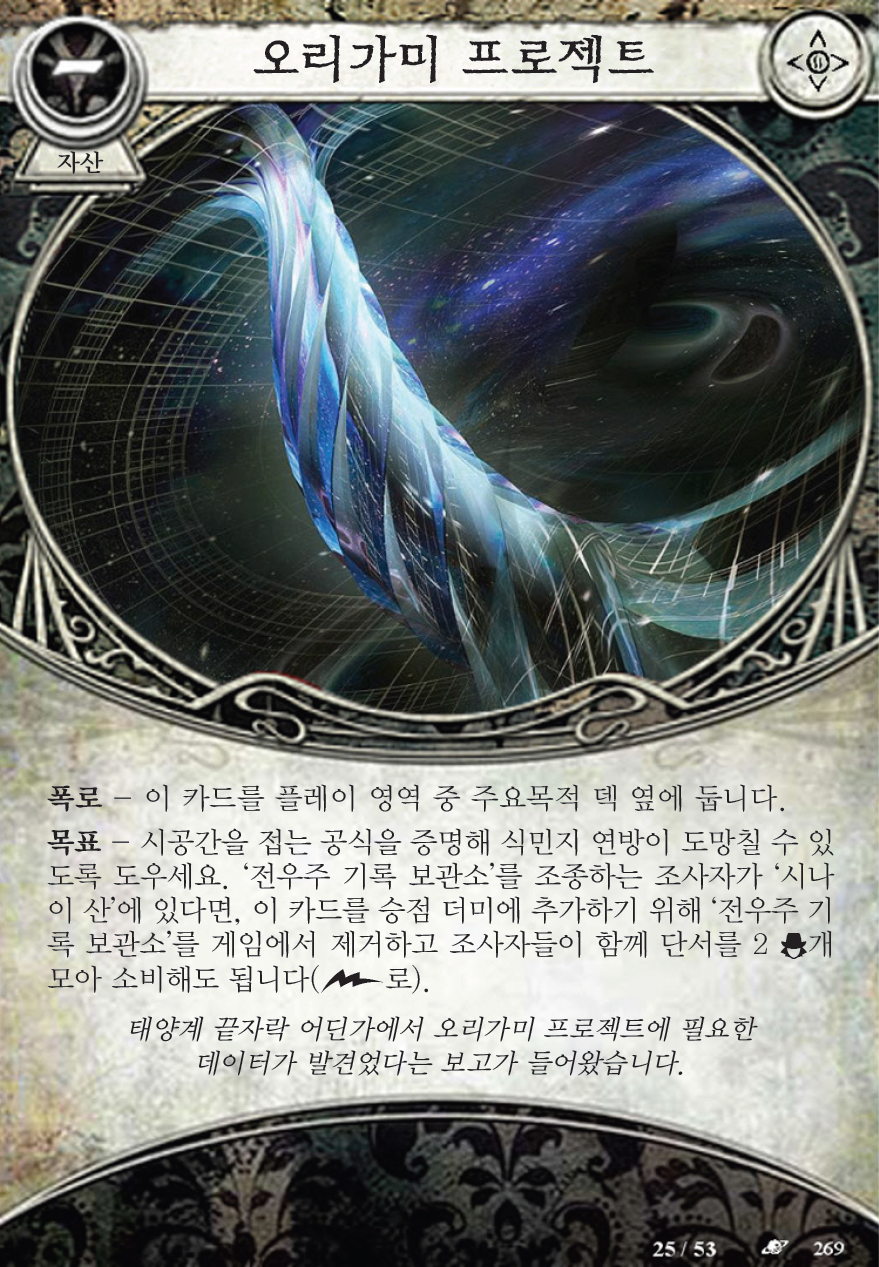 오리가미 프로젝트
자산
폭로 – 이 카드를 플레이 영역 중 주요목적 덱 옆에 둡니다.
목표 – 시공간을 접는 공식을 증명해 식민지 연방이 도망칠 수 있
도록 도우세요. ‘전우주 기록 보관소’를 조종하는 조사자가 ‘시나
이 산’에 있다면, 이 카드를 승점 더미에 추가하기 위해 ‘전우주 기
록 보관소’를 게임에서 제거하고 조사자들이 함께 단서를 2 개
모아 소비해도 됩니다( 로).
태양계 끝자락 어딘가에서 오리가미 프로젝트에 필요한
데이터가 발견었다는 보고가 들어왔습니다.
25 / 53 269